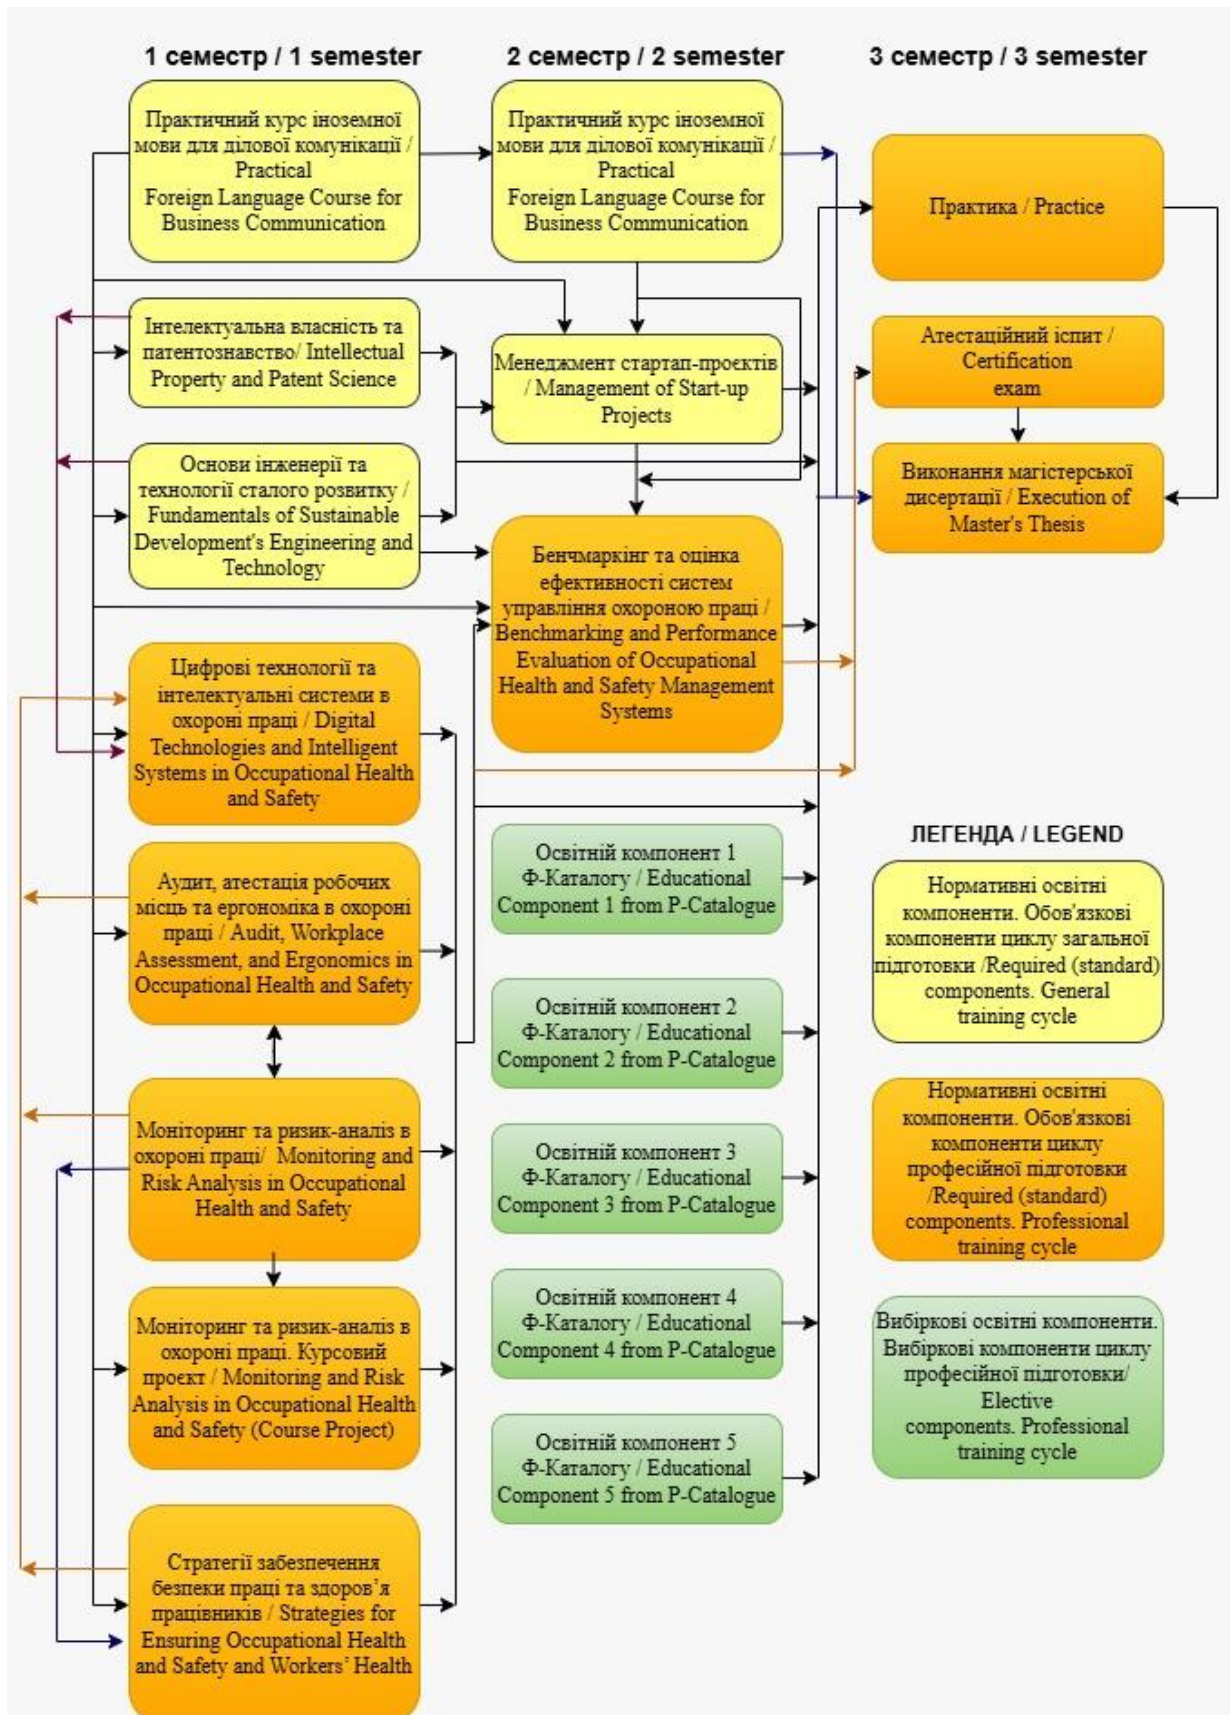 1 семестр / 1 semester
2 семестр / 2 semester
3 семестр / 3 semester
Практичний курс іноземної
мови для ділової комунікації /
Practical
Foreign Language Course for
Business Communication
Практичний курс іноземної
мови для ділової комунікації /
Practical
Foreign Language Course for
Business Communication
Практика / Practice
Інтелектуальна власність та
патентознавство/ Intellectual
Property and Patent Science
Менеджмент стартап-проєктів
/ Management of Start-up
Projects
Атестаційний іспит /
Certification
exam
Основи інженерії та
технології сталого розвитку /
Fundamentals of Sustainable
Development's Engineering and
Technology
Виконання магістерської
дисертації / Execution of
Master's Thesis
Бенчмаркінг та оцінка
ефективності систем
управління охороною праці /
Benchmarking and Performance
Evaluation of Occupational
Health and Safety Management
Systems
Цифрові технології та
інтелектуальні системи в
охороні праці / Digital
Technologies and Intelligent
Systems in Occupational Health
and Safety
Аудит, атестація робочих
місць та ергономіка в охороні
праці / Audit, Workplace
Assessment, and Ergonomics in
Occupational Health and Safety
Моніторинг та ризик-аналіз в
охороні праці/ Monitoring and
Risk Analysis in Occupational
Health and Safety
Моніторинг та ризик-аналіз в
охороні праці. Курсовий
проєкт / Monitoring and Risk
Analysis in Occupational Health
and Safety (Course Project)
Стратегії забезпечення
безпеки праці та здоров’я
працівників / Strategies for
Ensuring Occupational Health
and Safety and Workers’ Health
Освітній компонент 1
Ф-Каталогу / Educational
Component 1 from P-Catalogue
Освітній компонент 2
Ф-Каталогу / Educational
Component 2 from P-Catalogue
Освітній компонент 3
Ф-Каталогу / Educational
Component 3 from P-Catalogue
Освітній компонент 4
Ф-Каталогу / Educational
Component 4 from P-Catalogue
Освітній компонент 5
Ф-Каталогу / Educational
Component 5 from P-Catalogue
ЛЕГЕНДА / LEGEND
Нормативні освітні
компоненти. Обов'язкові
компоненти циклу загальної
підготовки /Required (standard)
components. General
training cycle
Нормативні освітні
компоненти. Обов'язкові
компоненти циклу
професійної підготовки
/Required (standard)
components. Professional
training cycle
Вибіркові освітні компоненти.
Вибіркові компоненти циклу
професійної підготовки/
Elective
components. Professional
training cycle